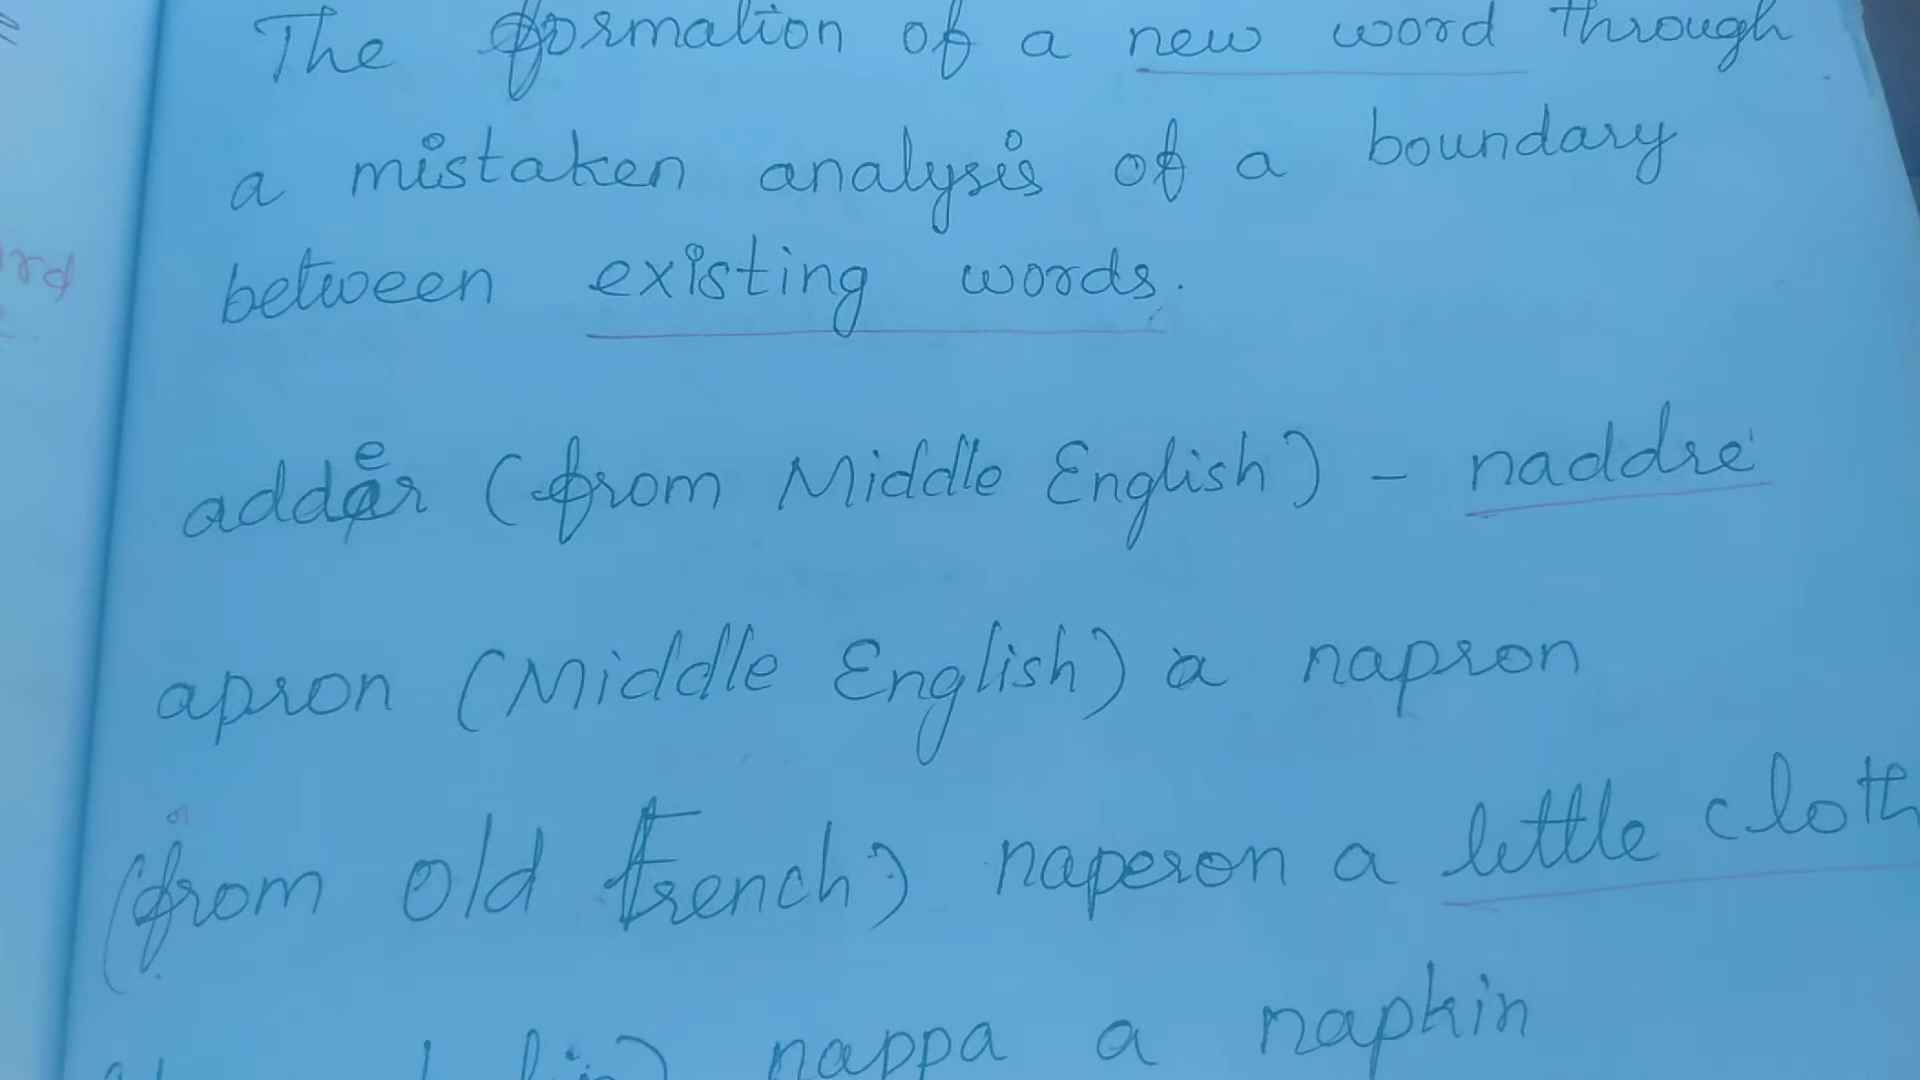 The formation of a new word through
a mistaken analysis of a boundary
between existing words.
adder (from Middle English) - naddre
apron (Middle English) a napron
(from old French) naperon a little cloth
nappa a napkin